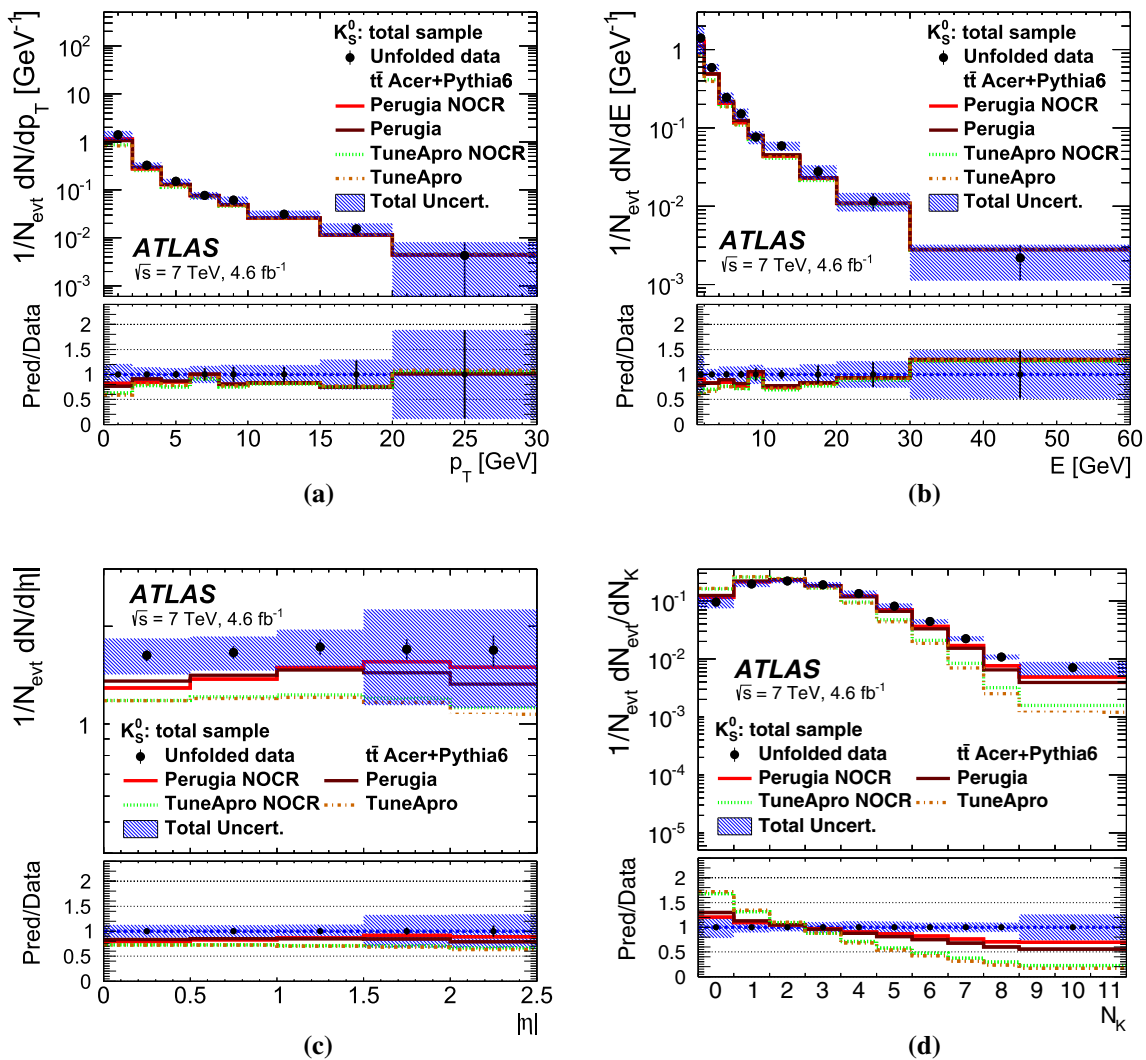 1/N_evt dN/dp_T [GeV⁻¹]
10²
10
1
10⁻¹
10⁻²
10⁻³
K_S⁰: total sample
Unfolded data
tt̄ Acer+Pythia6
Perugia NOCR
Perugia
TuneApro NOCR
TuneApro
Total Uncert.
ATLAS
√s = 7 TeV, 4.6 fb⁻¹
Pred/Data
2
1.5
1
0.5
0
0 5 10 15 20 25 30
p_T [GeV]
(a)
1/N_evt dN/dE [GeV⁻¹]
1
10⁻¹
10⁻²
10⁻³
K_S⁰: total sample
Unfolded data
tt̄ Acer+Pythia6
Perugia NOCR
Perugia
TuneApro NOCR
TuneApro
Total Uncert.
ATLAS
√s = 7 TeV, 4.6 fb⁻¹
Pred/Data
2
1.5
1
0.5
0
10 20 30 40 50 60
E [GeV]
(b)
1/N_evt dN/d|η|
1
ATLAS
√s = 7 TeV, 4.6 fb⁻¹
K_S⁰: total sample
Unfolded data tt̄ Acer+Pythia6
Perugia NOCR Perugia
TuneApro NOCR TuneApro
Total Uncert.
Pred/Data
2
1.5
1
0.5
0
0 0.5 1 1.5 2 2.5
|η|
(c)
1/N_evt dN_evt/dN_K
10⁻¹
10⁻²
10⁻³
10⁻⁴
10⁻⁵
ATLAS
√s = 7 TeV, 4.6 fb⁻¹
K_S⁰: total sample
Unfolded data tt̄ Acer+Pythia6
Perugia NOCR Perugia
TuneApro NOCR TuneApro
Total Uncert.
Pred/Data
2
1.5
1
0.5
0
0 1 2 3 4 5 6 7 8 9 10 11
N_K
(d)